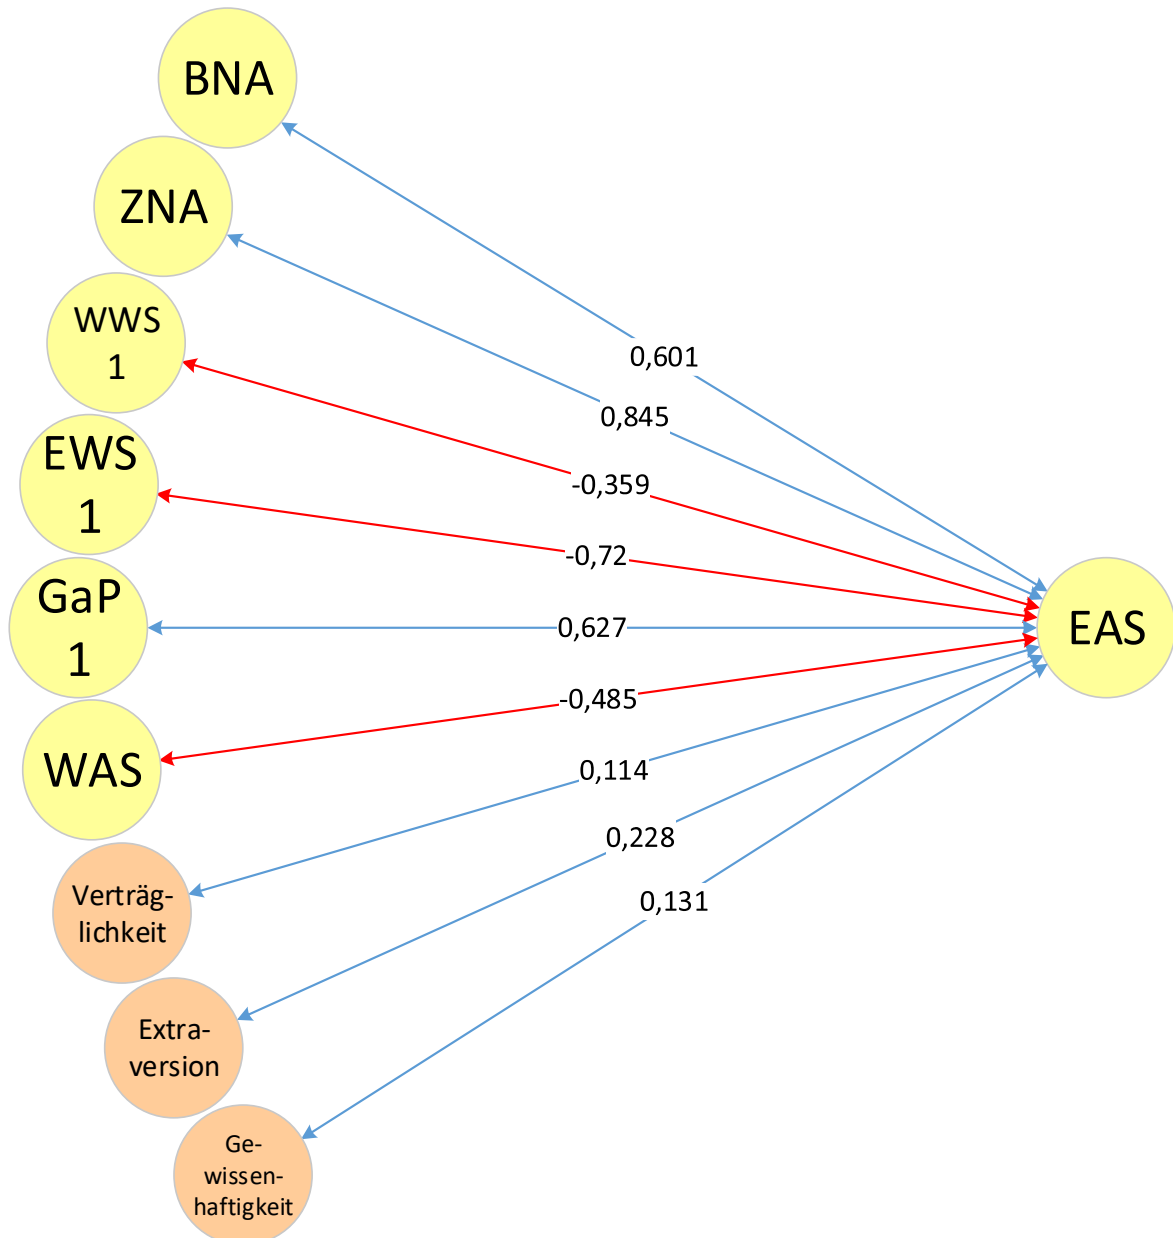 BNA
ZNA
WWS
1
EWS
1
GaP
1
WAS
Verträg-
lichkeit
Extra-
version
Ge-
wissen-
haftigkeit
0,601
0,845
-0,359
-0,72
0,627
-0,485
0,114
0,228
0,131
EAS